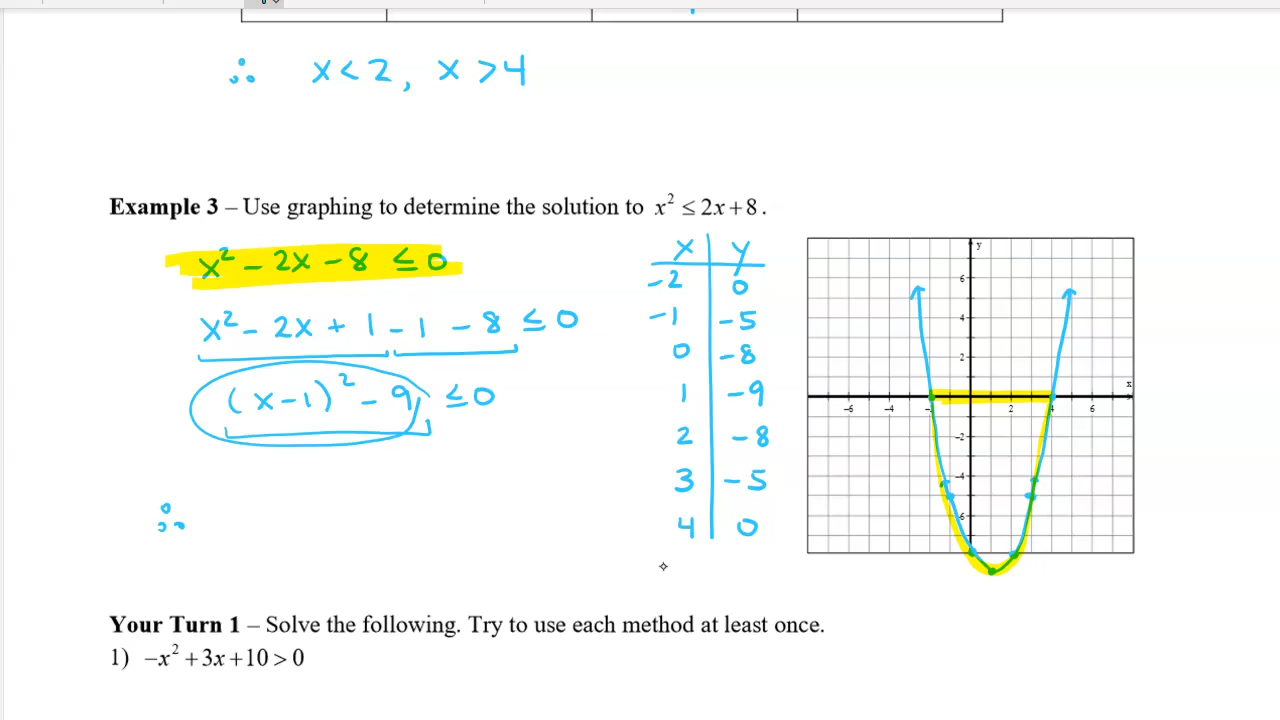 ∴ x < 2, x > 4
Example 3 – Use graphing to determine the solution to x² ≤ 2x + 8.
x² - 2x - 8 ≤ 0
x² - 2x + 1 - 1 - 8 ≤ 0
(x-1)² - 9 ≤ 0
∴
x y
-2 0
-1 -5
0 -8
1 -9
2 -8
3 -5
4 0
y
x
6
4
2
-2
-4
-6
-6 -4 -2 2 4 6
Your Turn 1 – Solve the following. Try to use each method at least once.
1) -x² + 3x + 10 > 0